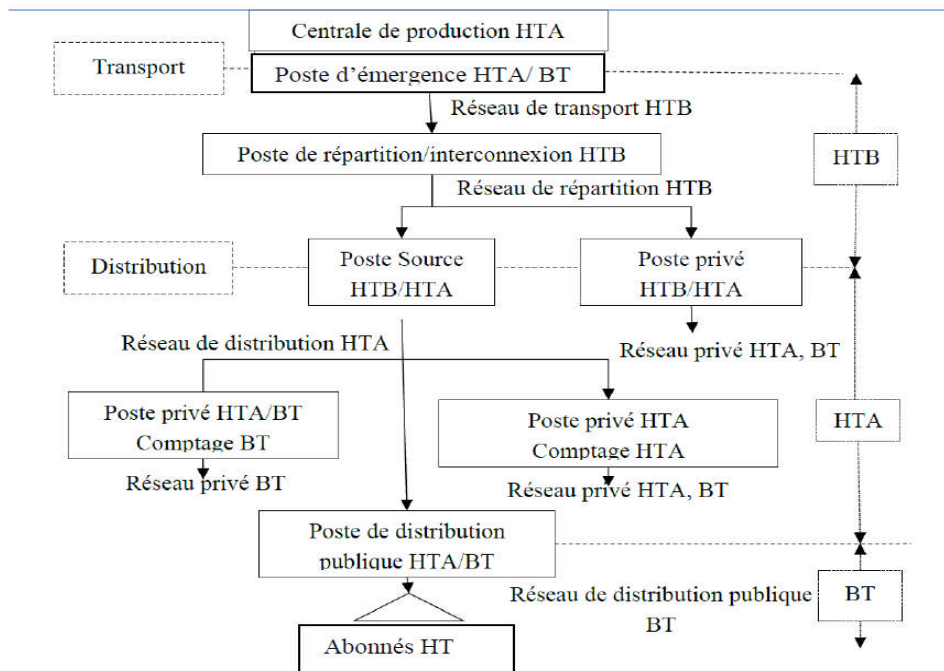 Centrale de production HTA
Transport
Poste d'émergence HTA/ BT
Réseau de transport HTB
Poste de répartition/interconnexion HTB
HTB
Réseau de répartition HTB
Distribution
Poste Source
HTB/HTA
Poste privé
HTB/HTA
Réseau de distribution HTA
Réseau privé HTA, BT
Poste privé HTA/BT
Comptage BT
Poste privé HTA
Comptage HTA
HTA
Réseau privé BT
Réseau privé HTA, BT
Poste de distribution
publique HTA/BT
Réseau de distribution publique
BT
BT
Abonnés HT